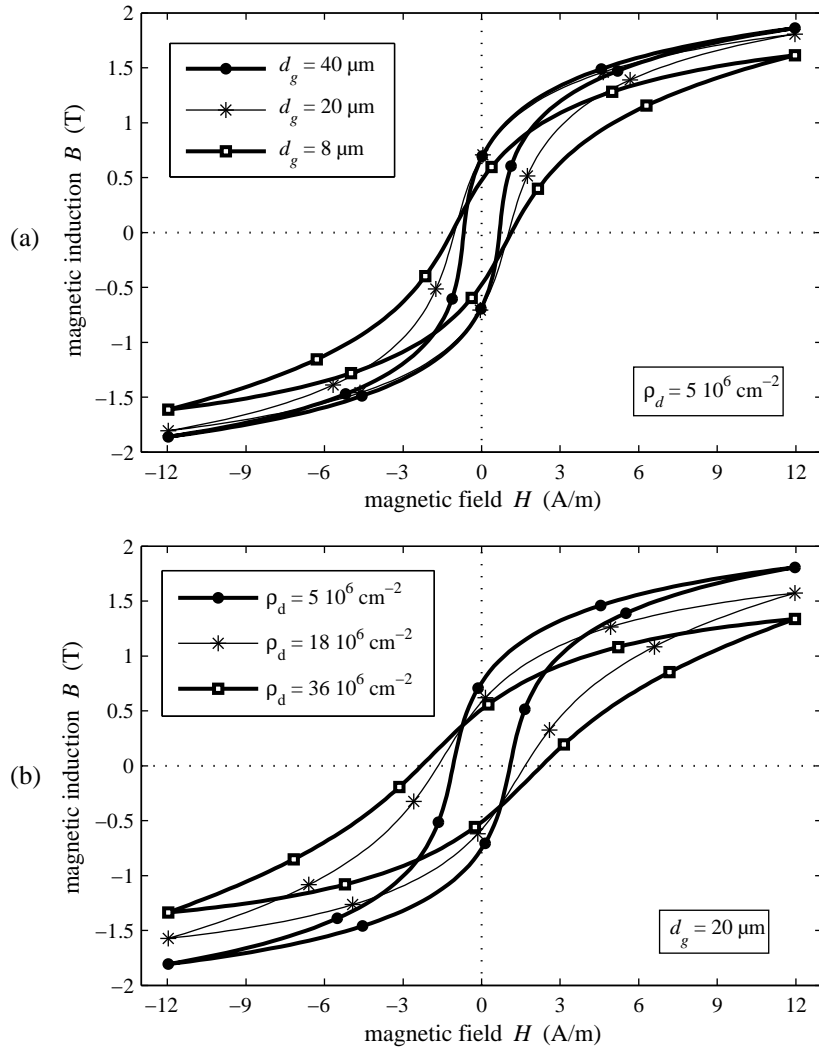 2
1.5
1
0.5
0
−0.5
−1
−1.5
−2
magnetic induction B (T)
d_g = 40 µm
d_g = 20 µm
d_g = 8 µm
(a)
ρ_d = 5 10^6 cm^−2
−12 −9 −6 −3 0 3 6 9 12
magnetic field H (A/m)
2
1.5
1
0.5
0
−0.5
−1
−1.5
−2
magnetic induction B (T)
ρ_d = 5 10^6 cm^−2
ρ_d = 18 10^6 cm^−2
ρ_d = 36 10^6 cm^−2
(b)
d_g = 20 µm
−12 −9 −6 −3 0 3 6 9 12
magnetic field H (A/m)